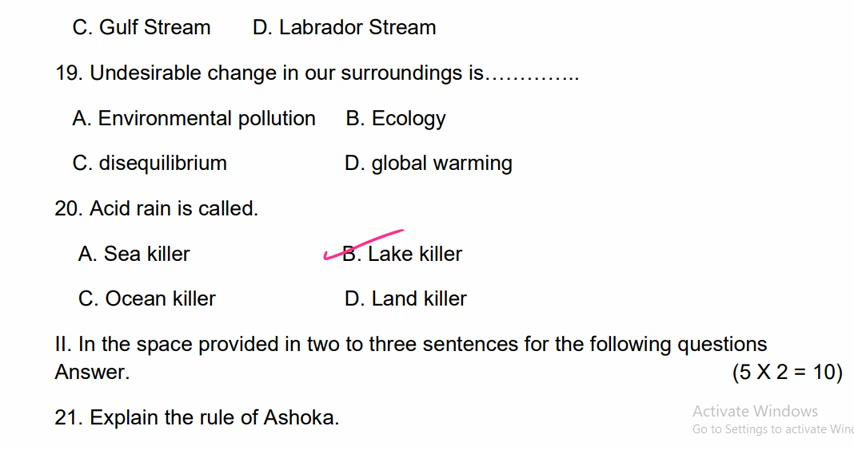 C. Gulf Stream D. Labrador Stream
19. Undesirable change in our surroundings is…………..
A. Environmental pollution B. Ecology
C. disequilibrium D. global warming
20. Acid rain is called.
A. Sea killer B. Lake killer
C. Ocean killer D. Land killer
II. In the space provided in two to three sentences for the following questions
Answer. (5 X 2 = 10)
21. Explain the rule of Ashoka.
Activate Windows
Go to Settings to activate Wind